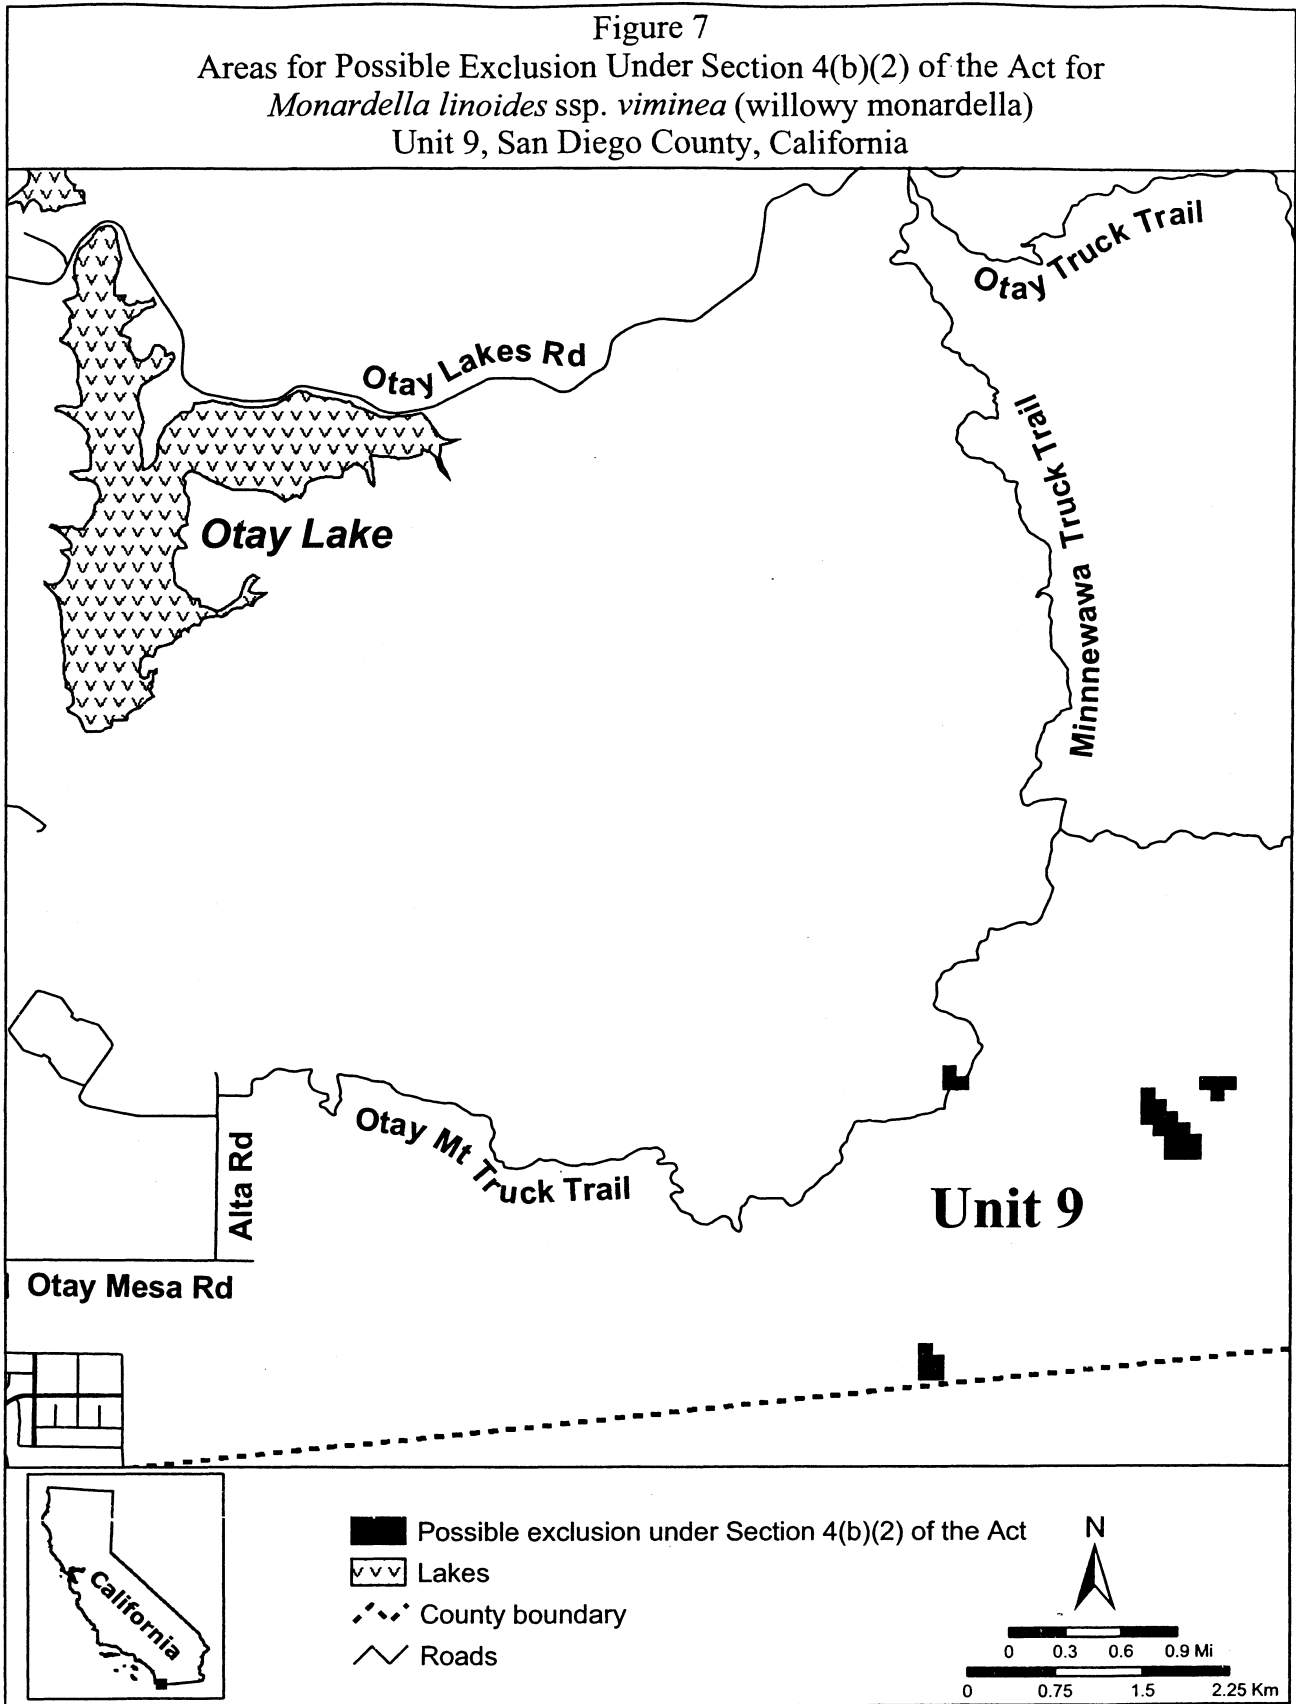 Figure 7
Areas for Possible Exclusion Under Section 4(b)(2) of the Act for
Monardella linoides ssp. viminea (willowy monardella)
Unit 9, San Diego County, California
Otay Truck Trail
Otay Lakes Rd
Minnnewawa Truck Trail
Otay Lake
Otay Mt Truck Trail
Alta Rd
Unit 9
Otay Mesa Rd
California
Possible exclusion under Section 4(b)(2) of the Act
Lakes
County boundary
Roads
N
0 0.3 0.6 0.9 Mi
0 0.75 1.5 2.25 Km